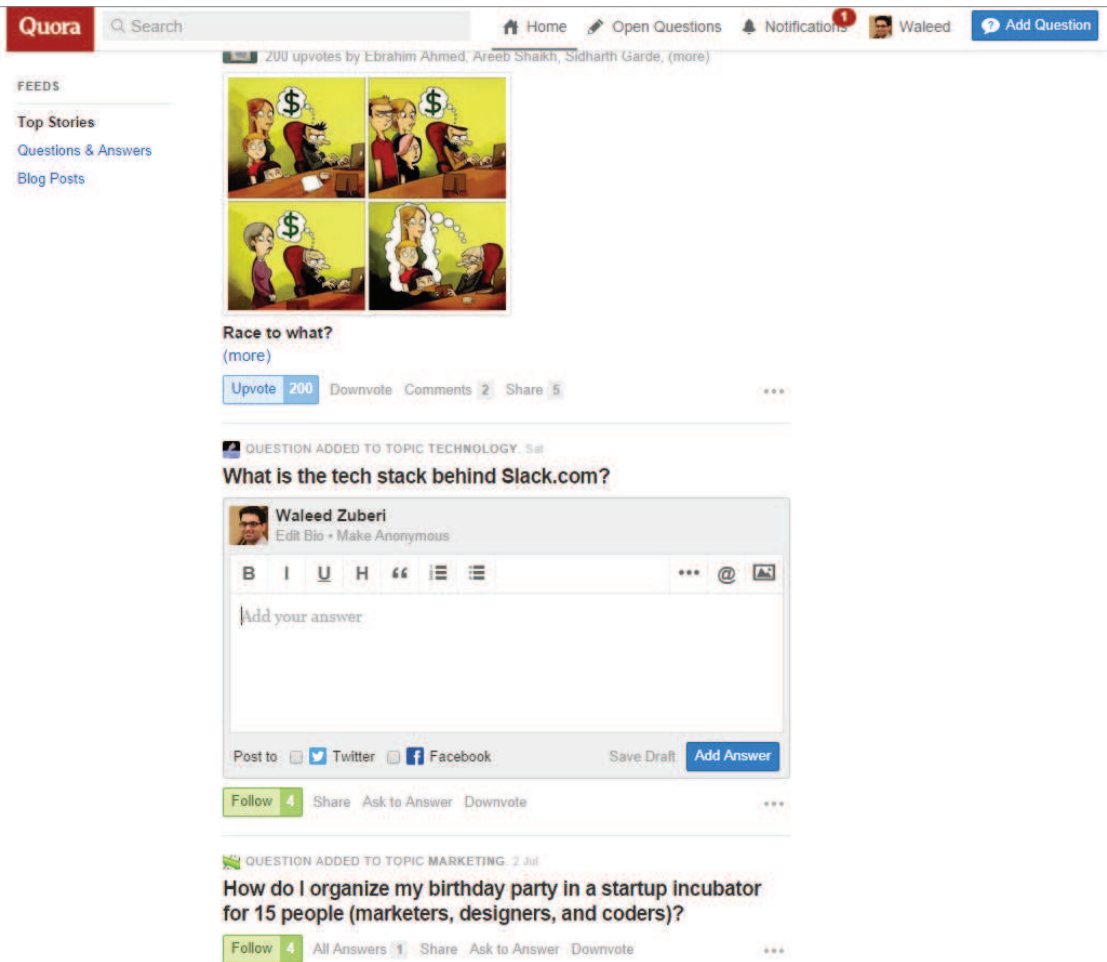 Quora
Search
Home
Open Questions
Notifications
1
Waleed
Add Question
200 upvotes by Ebrahim Ahmed, Areeb Shaikh, Sidharth Garde, (more)
FEEDS
Top Stories
Questions & Answers
Blog Posts
$ $
$
Race to what?
(more)
Upvote 200 Downvote Comments 2 Share 5
QUESTION ADDED TO TOPIC TECHNOLOGY. Sat
What is the tech stack behind Slack.com?
Waleed Zuberi
Edit Bio • Make Anonymous
B I U H “ @
Add your answer
Post to Twitter Facebook Save Draft Add Answer
Follow 4 Share Ask to Answer Downvote
QUESTION ADDED TO TOPIC MARKETING. 2 Jul
How do I organize my birthday party in a startup incubator
for 15 people (marketers, designers, and coders)?
Follow 4 All Answers 1 Share Ask to Answer Downvote